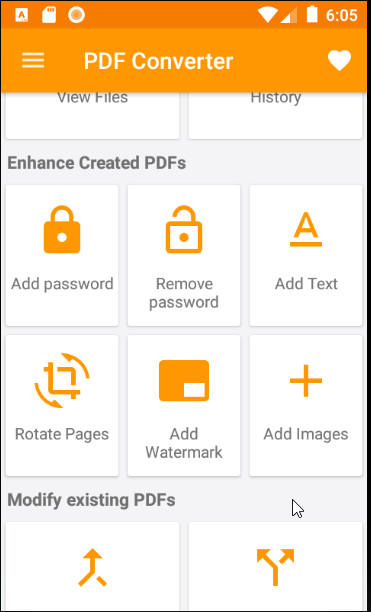 6:05
PDF Converter
View Files
History
Enhance Created PDFs
Add password
Remove
password
Add Text
Rotate Pages
Add
Watermark
Add Images
Modify existing PDFs